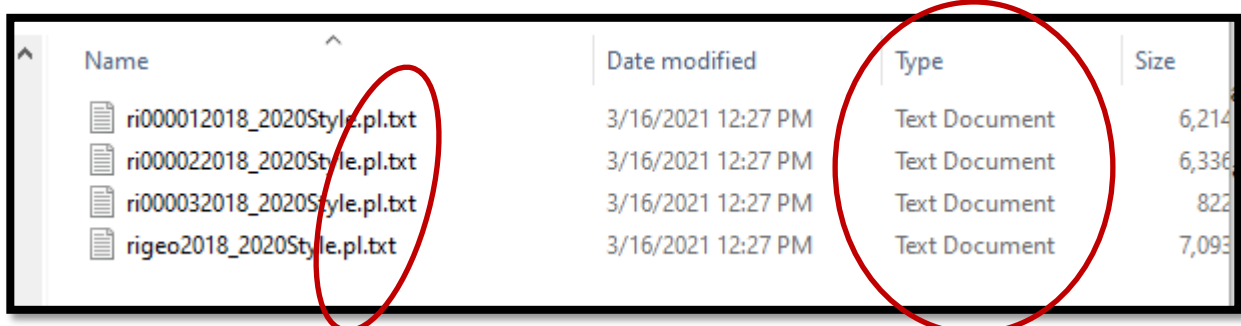 Name Date modified Type Size
ri000012018_2020Style.pl.txt 3/16/2021 12:27 PM Text Document 6,214
ri000022018_2020Style.pl.txt 3/16/2021 12:27 PM Text Document 6,336
ri000032018_2020Style.pl.txt 3/16/2021 12:27 PM Text Document 822
rigeo2018_2020Style.pl.txt 3/16/2021 12:27 PM Text Document 7,093